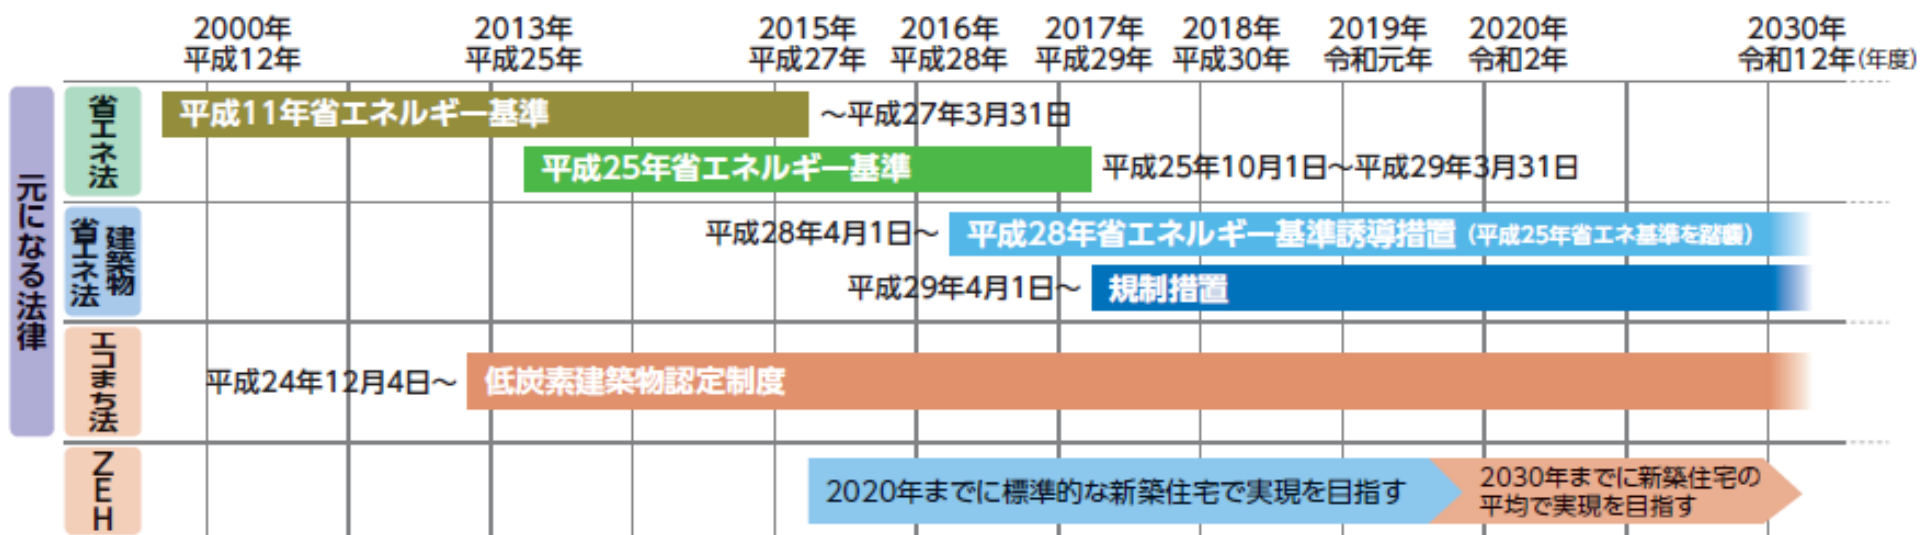 2000年
平成12年
2013年
平成25年
2015年
平成27年
2016年
平成28年
2017年
平成29年
2018年
平成30年
2019年
令和元年
2020年
令和2年
2030年
令和12年(年度)
元になる法律
省エネ法
平成11年省エネルギー基準
～平成27年3月31日
平成25年省エネルギー基準
平成25年10月1日～平成29年3月31日
建築物
省エネ法
平成28年4月1日～
平成28年省エネルギー基準誘導措置（平成25年省エネ基準を踏襲）
平成29年4月1日～
規制措置
エコまち法
平成24年12月4日～
低炭素建築物認定制度
ZEH
2020年までに標準的な新築住宅で実現を目指す
2030年までに新築住宅の
平均で実現を目指す